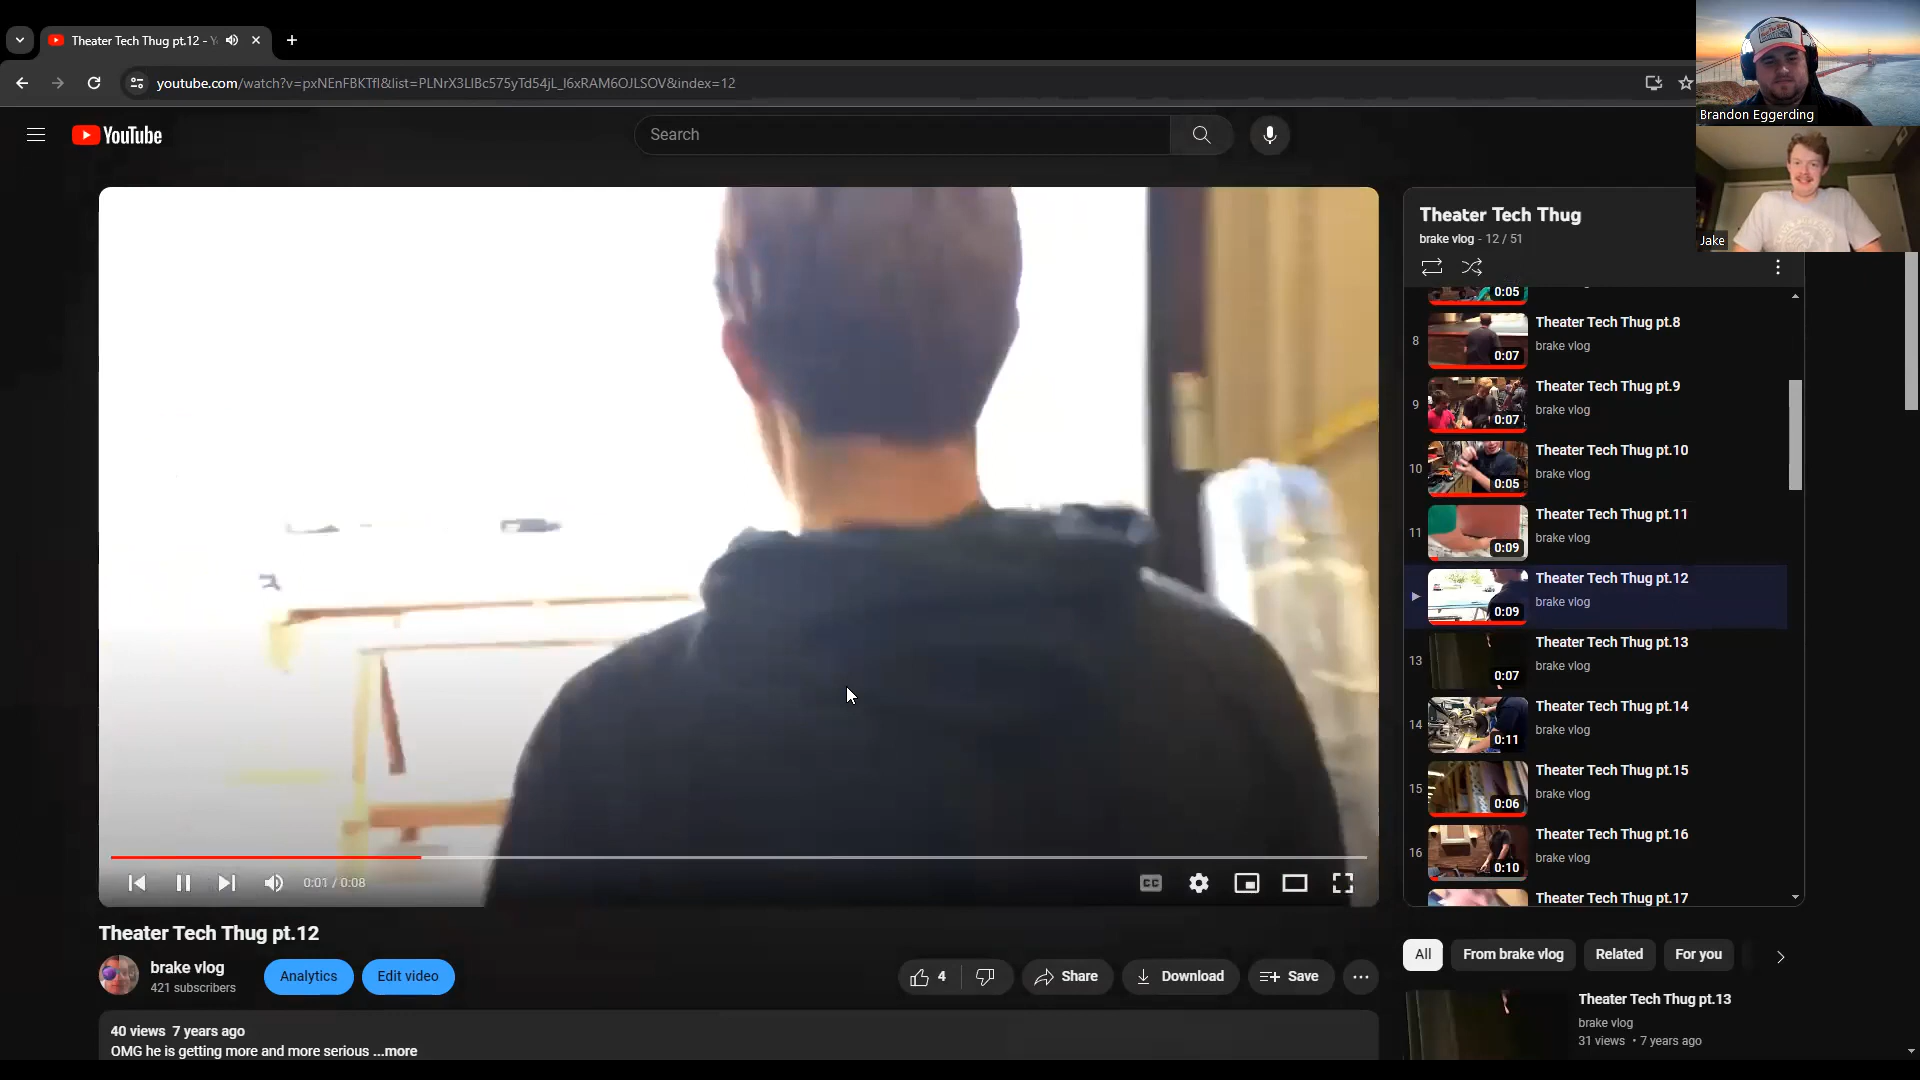 Theater Tech Thug pt.12 - Y
youtube.com/watch?v=pxNEnFBKTfI&list=PLNrX3LIBc575yTd54jL_I6xRAM6OJLSOV&index=12
Brandon Eggerding
Jake
YouTube
Search
Theater Tech Thug
brake vlog - 12 / 51
0:05
8
Theater Tech Thug pt.8
brake vlog
0:07
9
Theater Tech Thug pt.9
brake vlog
0:07
10
Theater Tech Thug pt.10
brake vlog
0:05
11
Theater Tech Thug pt.11
brake vlog
0:09
Theater Tech Thug pt.12
brake vlog
0:09
13
Theater Tech Thug pt.13
brake vlog
0:07
14
Theater Tech Thug pt.14
brake vlog
0:11
15
Theater Tech Thug pt.15
brake vlog
0:06
16
Theater Tech Thug pt.16
brake vlog
0:10
Theater Tech Thug pt.17
0:01 / 0:08
CC
Theater Tech Thug pt.12
brake vlog
421 subscribers
Analytics
Edit video
4
Share
Download
Save
40 views 7 years ago
OMG he is getting more and more serious ...more
All
From brake vlog
Related
For you
Theater Tech Thug pt.13
brake vlog
31 views • 7 years ago